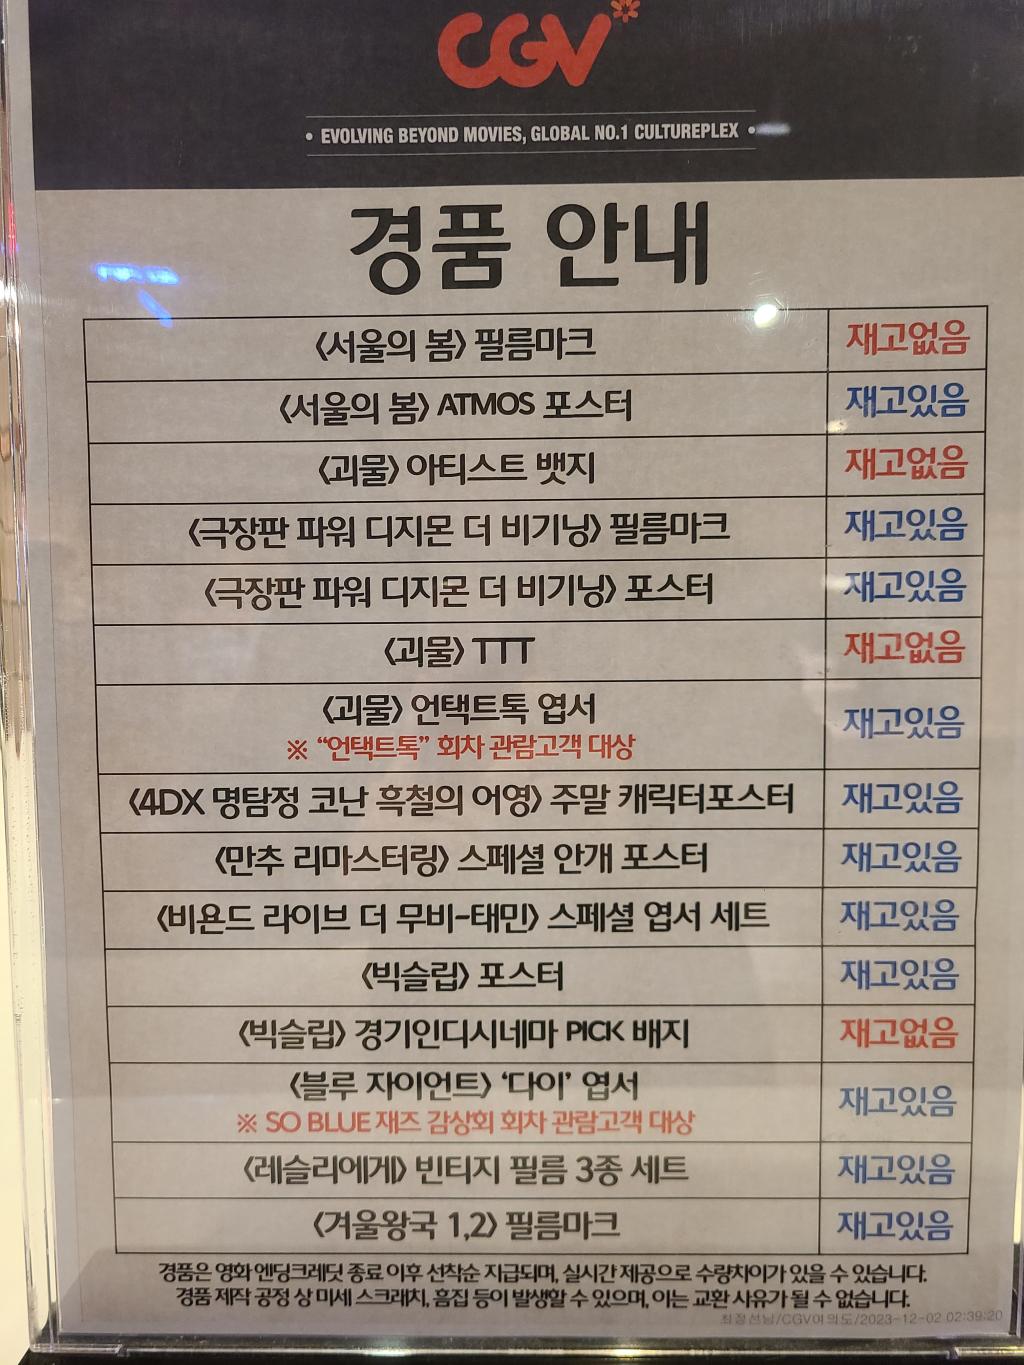 CGV
• EVOLVING BEYOND MOVIES, GLOBAL NO.1 CULTUREPLEX •
경품 안내
<서울의 봄> 필름마크 재고없음
<서울의 봄> ATMOS 포스터 재고있음
<괴물> 아티스트 뱃지 재고없음
<극장판 파워 디지몬 더 비기닝> 필름마크 재고있음
<극장판 파워 디지몬 더 비기닝> 포스터 재고있음
<괴물> TTT 재고없음
<괴물> 언택트톡 엽서 재고있음
※ “언택트톡” 회차 관람고객 대상
<4DX 명탐정 코난 흑철의 어영> 주말 캐릭터포스터 재고있음
<만추 리마스터링> 스페셜 안개 포스터 재고있음
<비욘드 라이브 더 무비-태민> 스페셜 엽서 세트 재고있음
<빅슬립> 포스터 재고있음
<빅슬립> 경기인디시네마 PICK 배지 재고없음
<블루 자이언트> ‘다이’ 엽서 재고있음
※ SO BLUE 재즈 감상회 회차 관람고객 대상
<레슬리에게> 빈티지 필름 3종 세트 재고있음
<겨울왕국 1,2> 필름마크 재고있음
경품은 영화 엔딩크레딧 종료 이후 선착순 지급되며, 실시간 제공으로 수량차이가 있을 수 있습니다.
경품 제작 공정 상 미세 스크래치, 흠집 등이 발생할 수 있으며, 이는 교환 사유가 될 수 없습니다.
최정선님/CGV여의도/2023-12-02 02:39:20